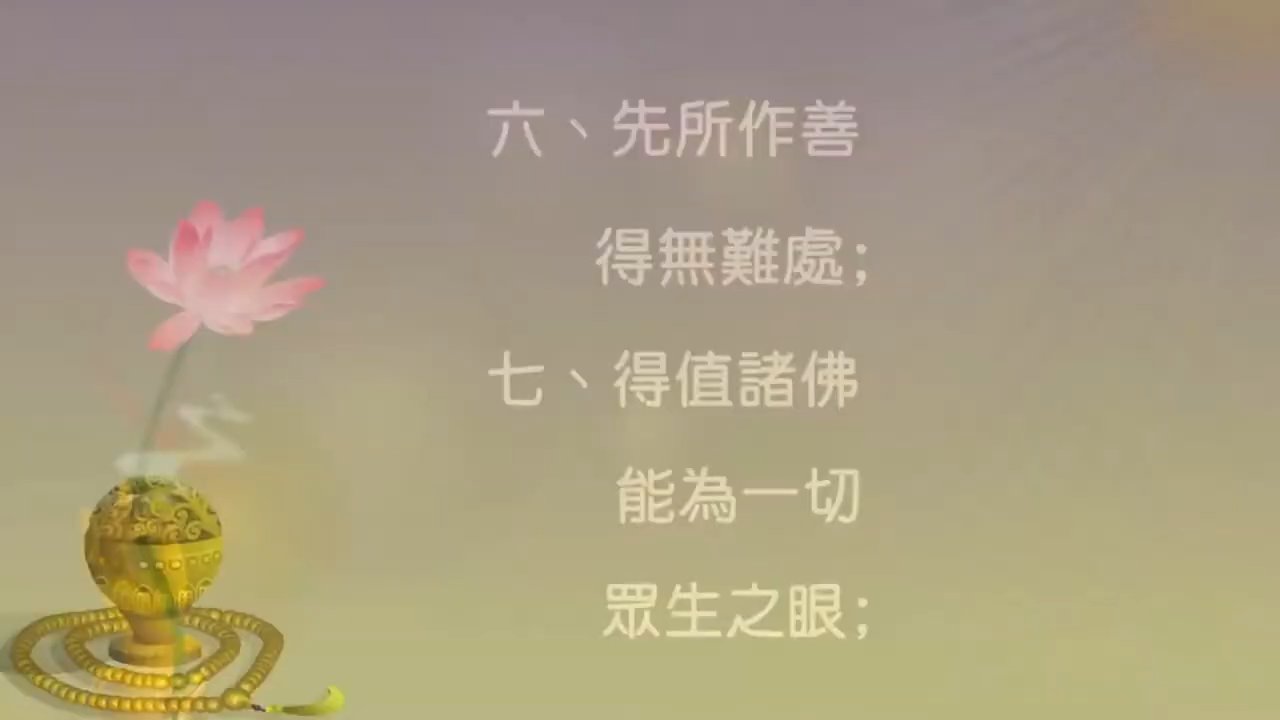 六、先所作善
得無難處;
七、得值諸佛
能為一切
眾生之眼;